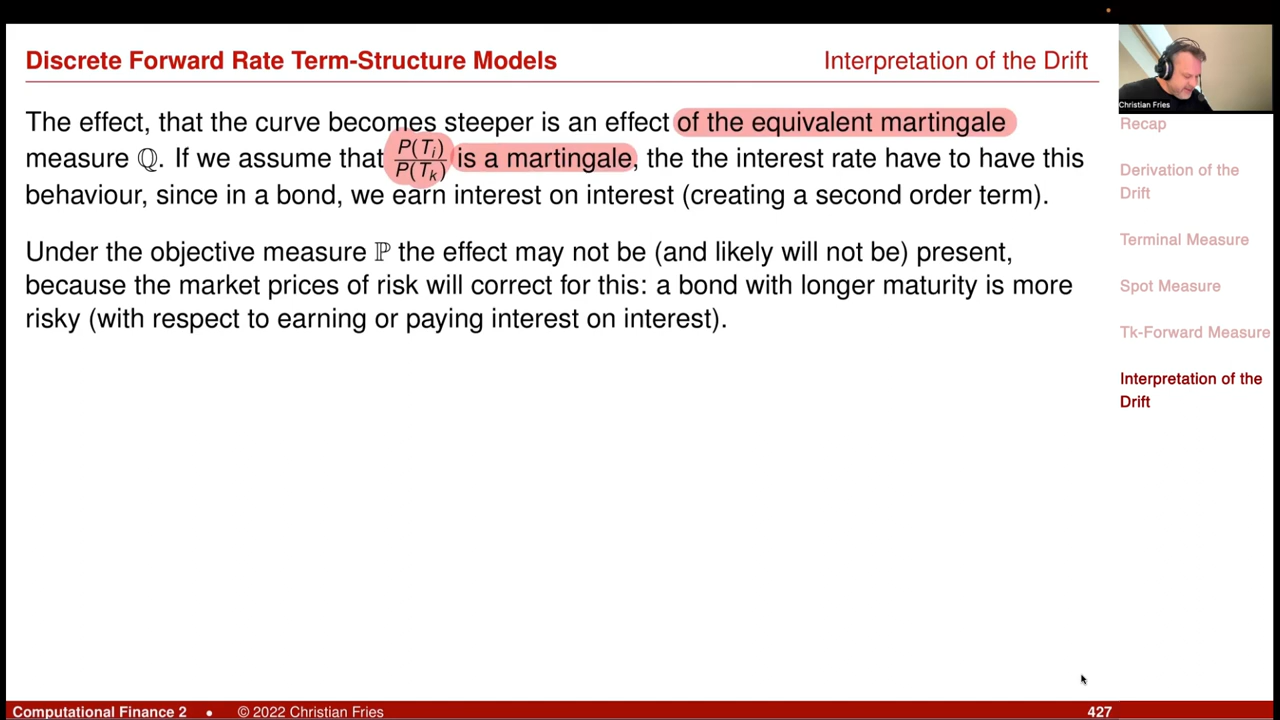 Discrete Forward Rate Term-Structure Models
Interpretation of the Drift
The effect, that the curve becomes steeper is an effect of the equivalent martingale
measure ℚ. If we assume that P(Tᵢ)/P(Tₖ) is a martingale, the the interest rate have to have this
behaviour, since in a bond, we earn interest on interest (creating a second order term).
Under the objective measure ℙ the effect may not be (and likely will not be) present,
because the market prices of risk will correct for this: a bond with longer maturity is more
risky (with respect to earning or paying interest on interest).
Christian Fries
Recap
Derivation of the
Drift
Terminal Measure
Spot Measure
Tk-Forward Measure
Interpretation of the
Drift
Computational Finance 2 • © 2022 Christian Fries
427